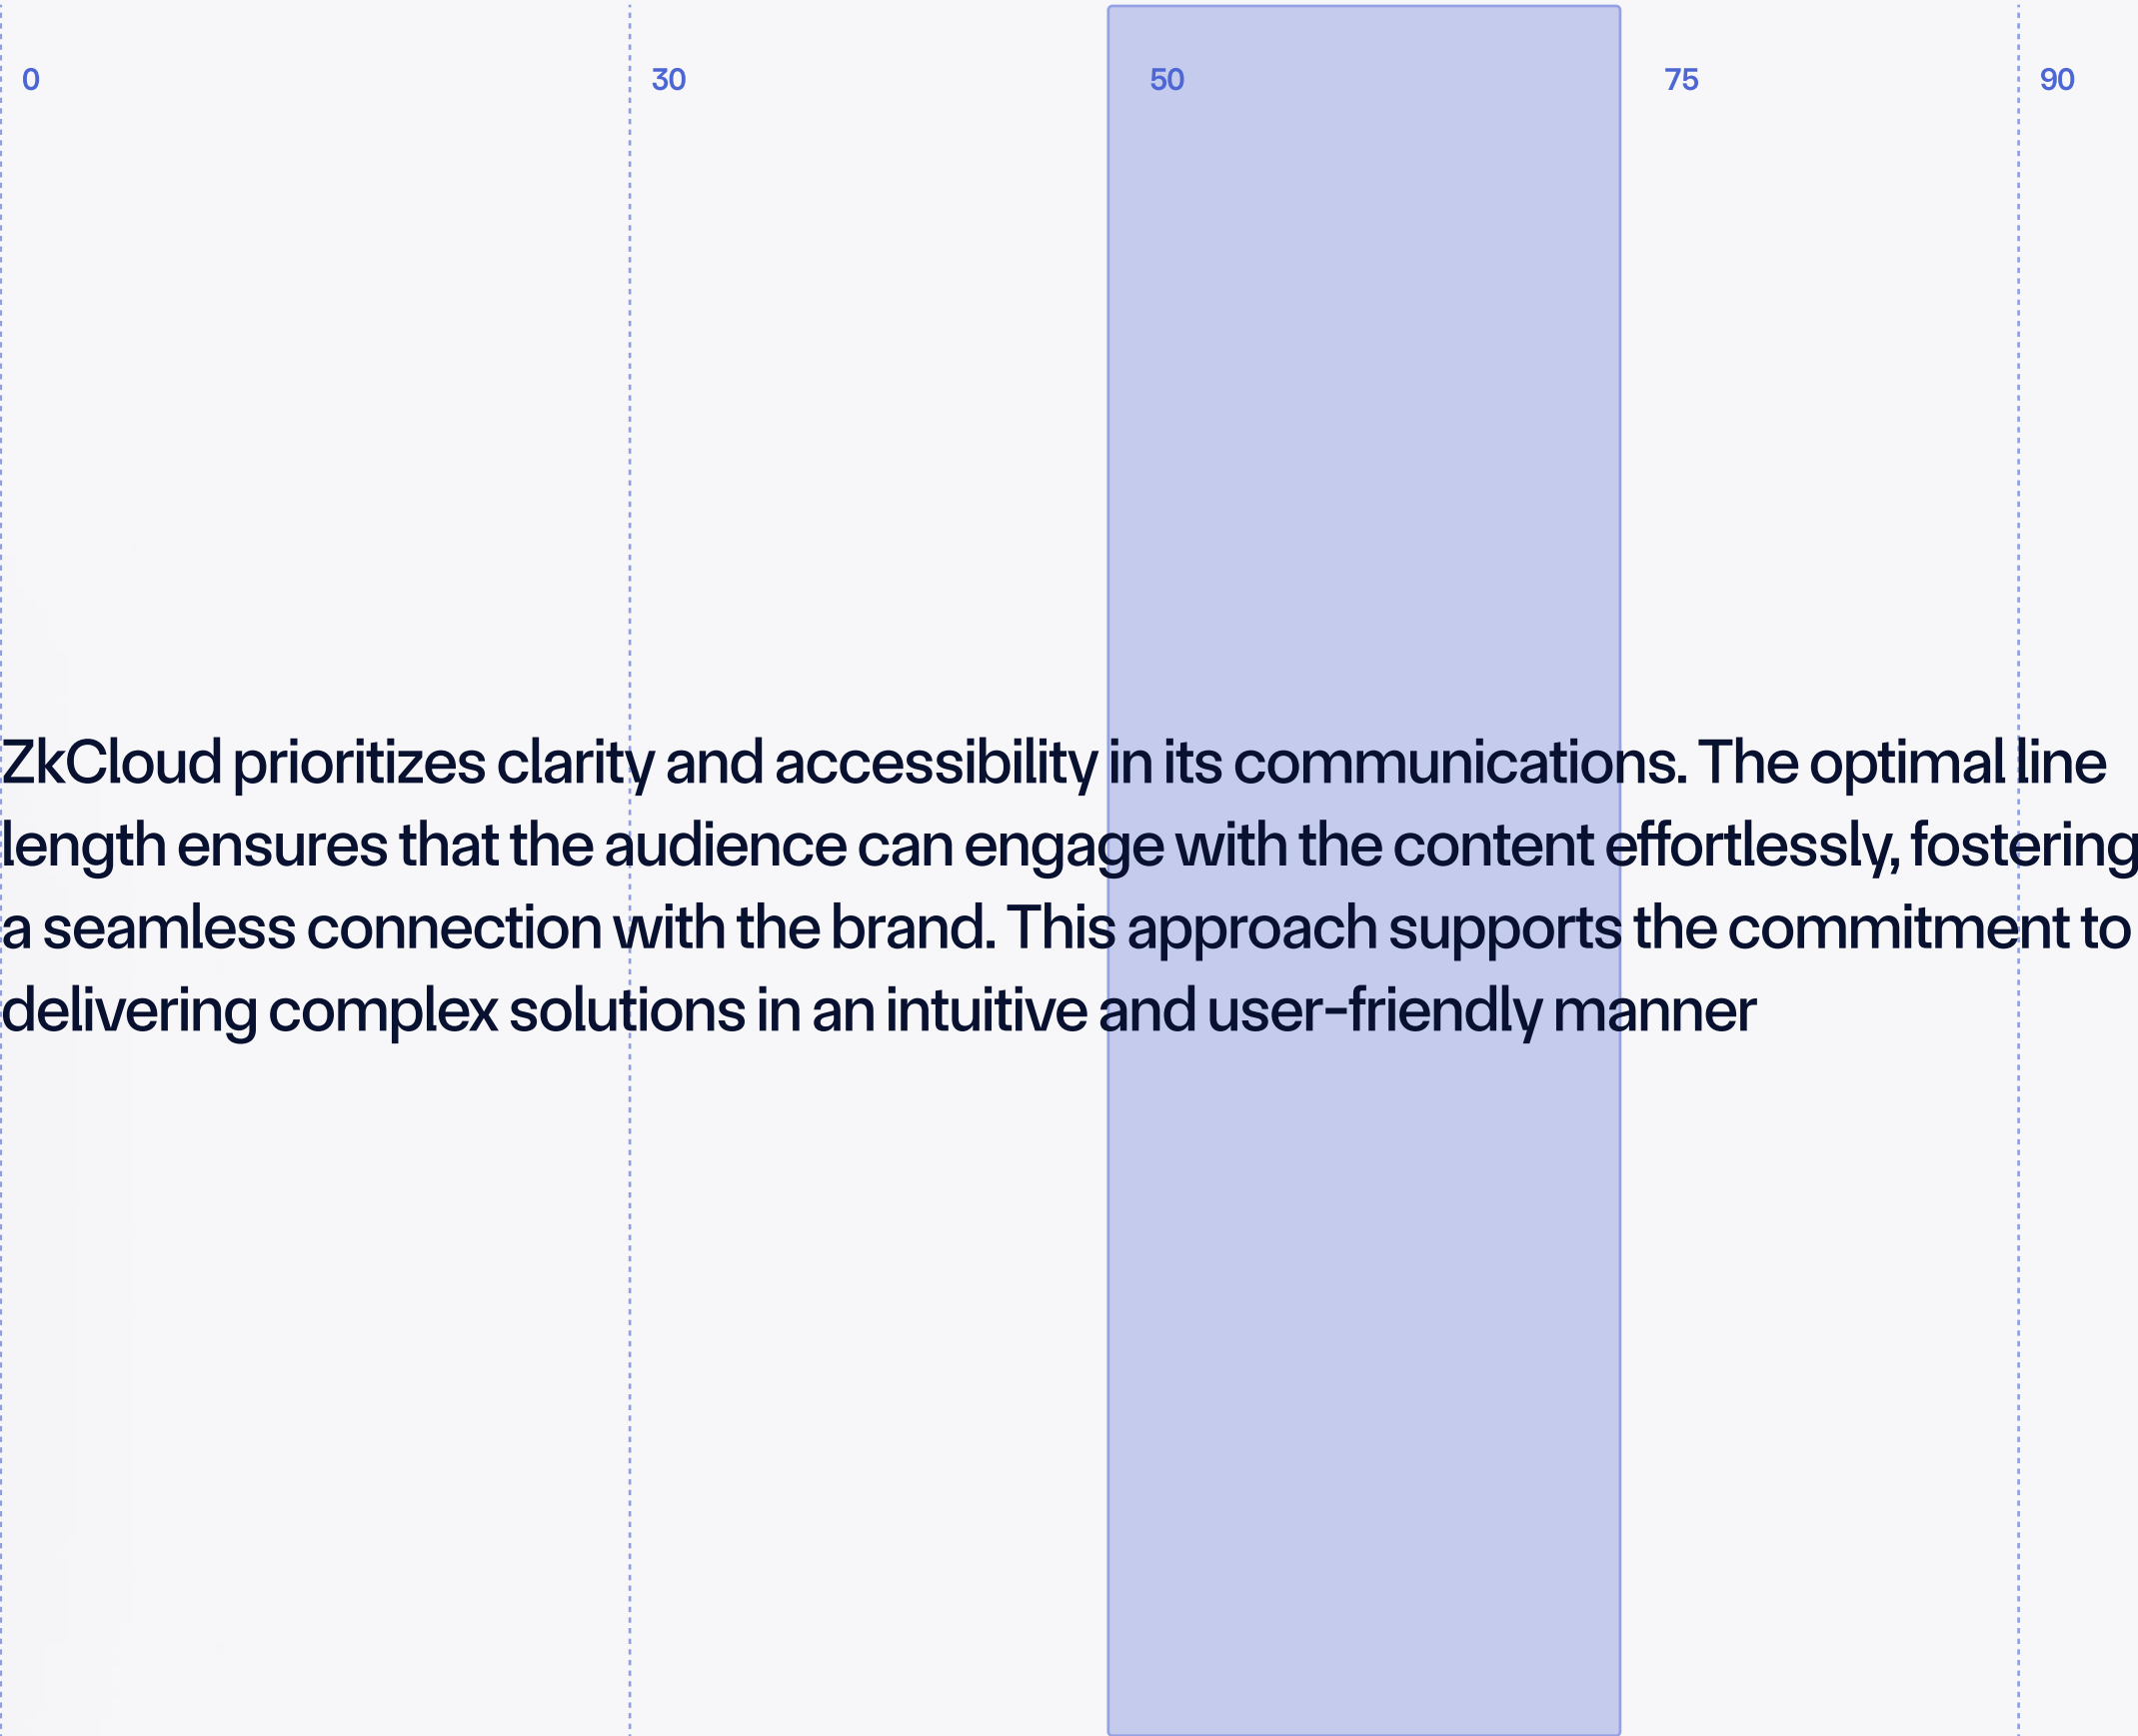 0 30 50 75 90
ZkCloud prioritizes clarity and accessibility in its communications. The optimal line
length ensures that the audience can engage with the content effortlessly, fostering
a seamless connection with the brand. This approach supports the commitment to
delivering complex solutions in an intuitive and user-friendly manner